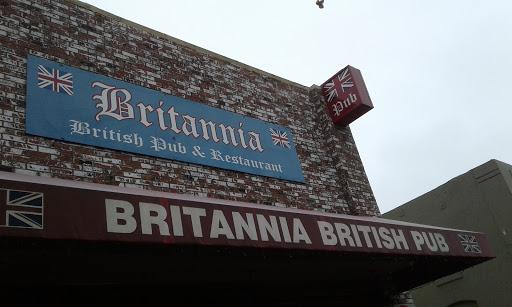 Britannia
British Pub & Restaurant
Pub
BRITANNIA BRITISH PUB